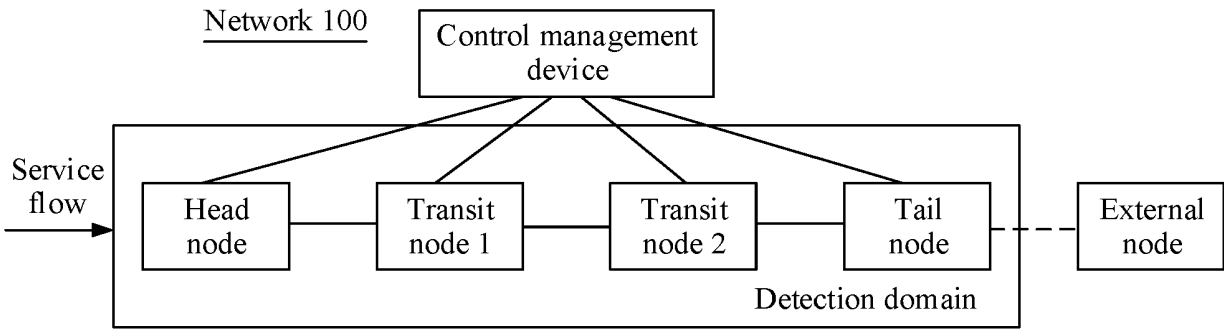 Network 100
Control management
device
Service
flow
Head
node
Transit
node 1
Transit
node 2
Tail
node
External
node
Detection domain